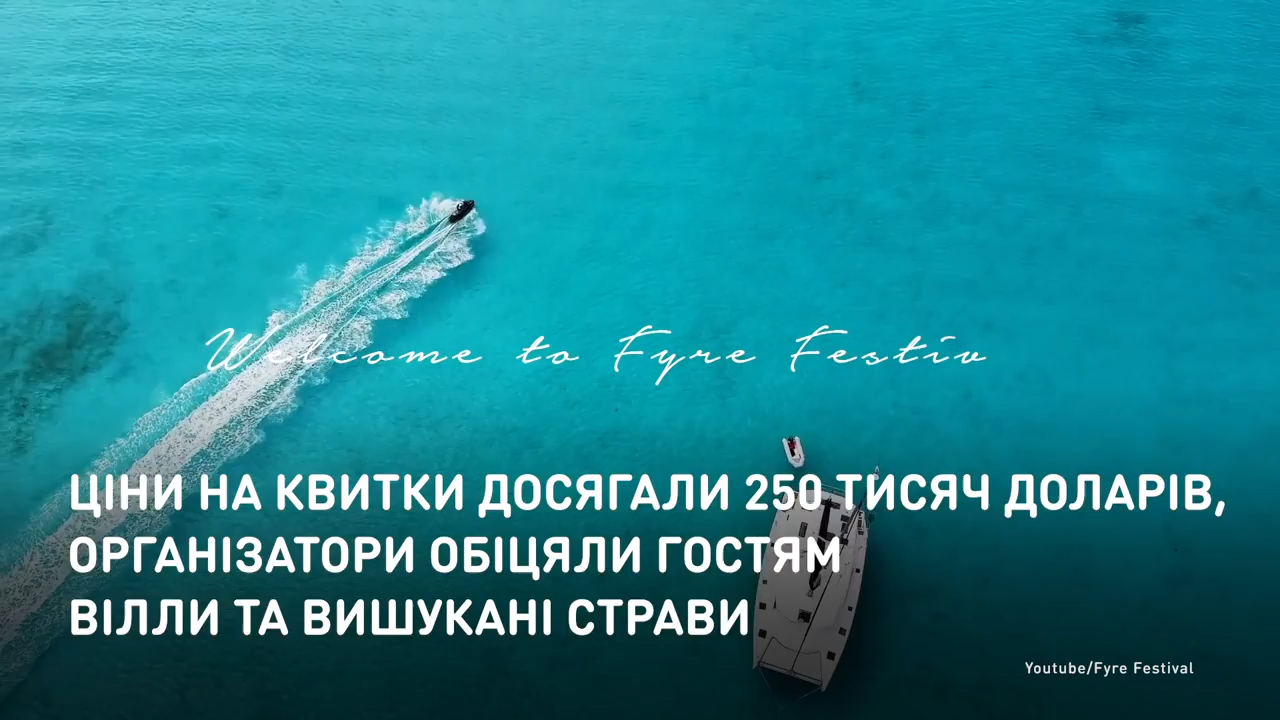 Welcome to Fyre Festiv
ЦІНИ НА КВИТКИ ДОСЯГАЛИ 250 ТИСЯЧ ДОЛАРІВ,
ОРГАНІЗАТОРИ ОБІЦЯЛИ ГОСТЯМ
ВІЛЛИ ТА ВИШУКАНІ СТРАВИ
Youtube/Fyre Festival